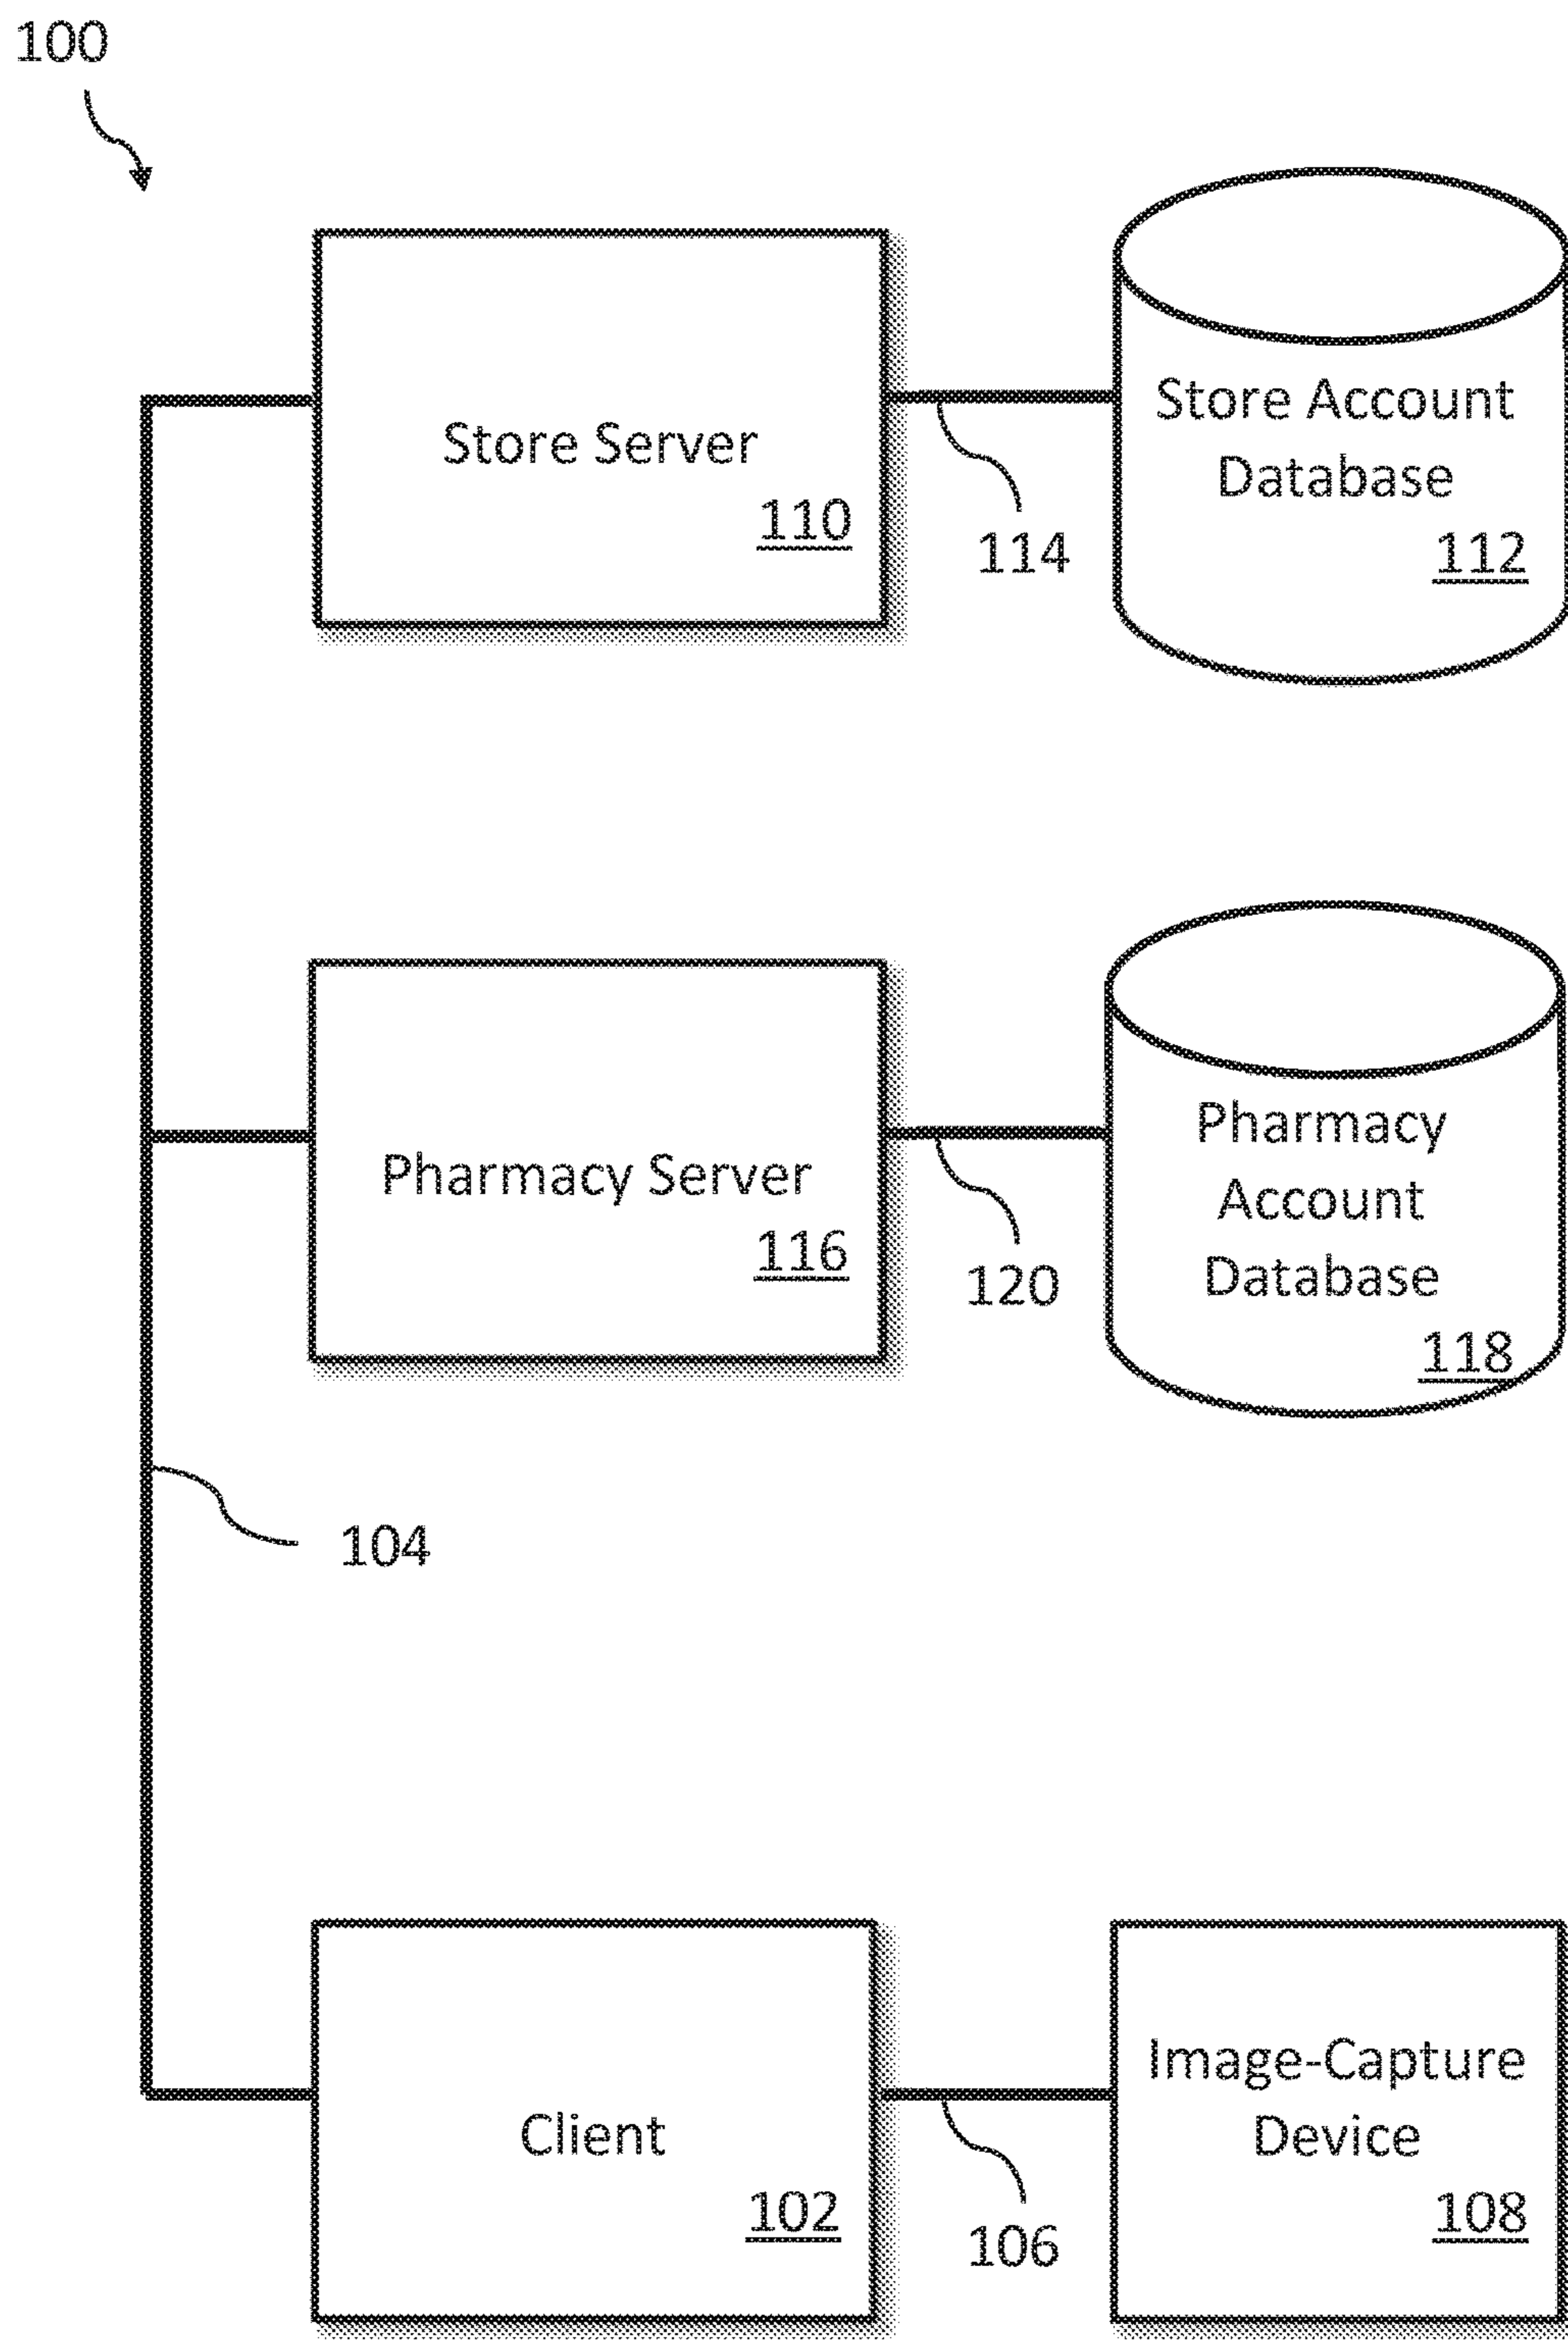 100
Store Server
110
114
Store Account
Database
112
Pharmacy Server
116
120
Pharmacy
Account
Database
118
104
Client
102
106
Image-Capture
Device
108